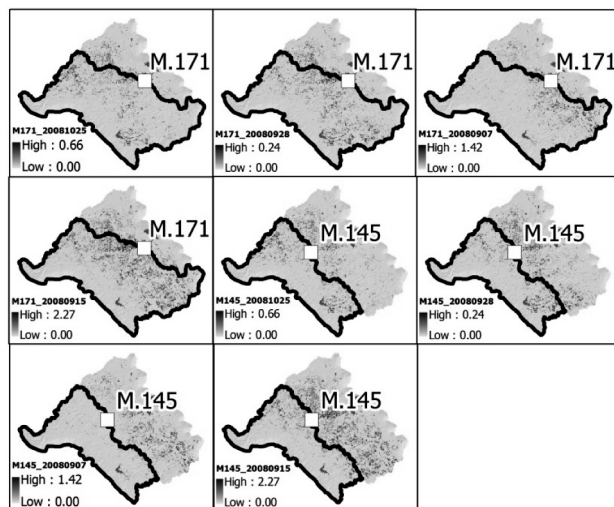 M.171
M171_20081025
High : 0.66
Low : 0.00
M.171
M171_20080928
High : 0.24
Low : 0.00
M.171
M171_20080907
High : 1.42
Low : 0.00
M.171
M171_20080915
High : 2.27
Low : 0.00
M.145
M145_20081025
High : 0.66
Low : 0.00
M.145
M145_20080928
High : 0.24
Low : 0.00
M.145
M145_20080907
High : 1.42
Low : 0.00
M.145
M145_20080915
High : 2.27
Low : 0.00